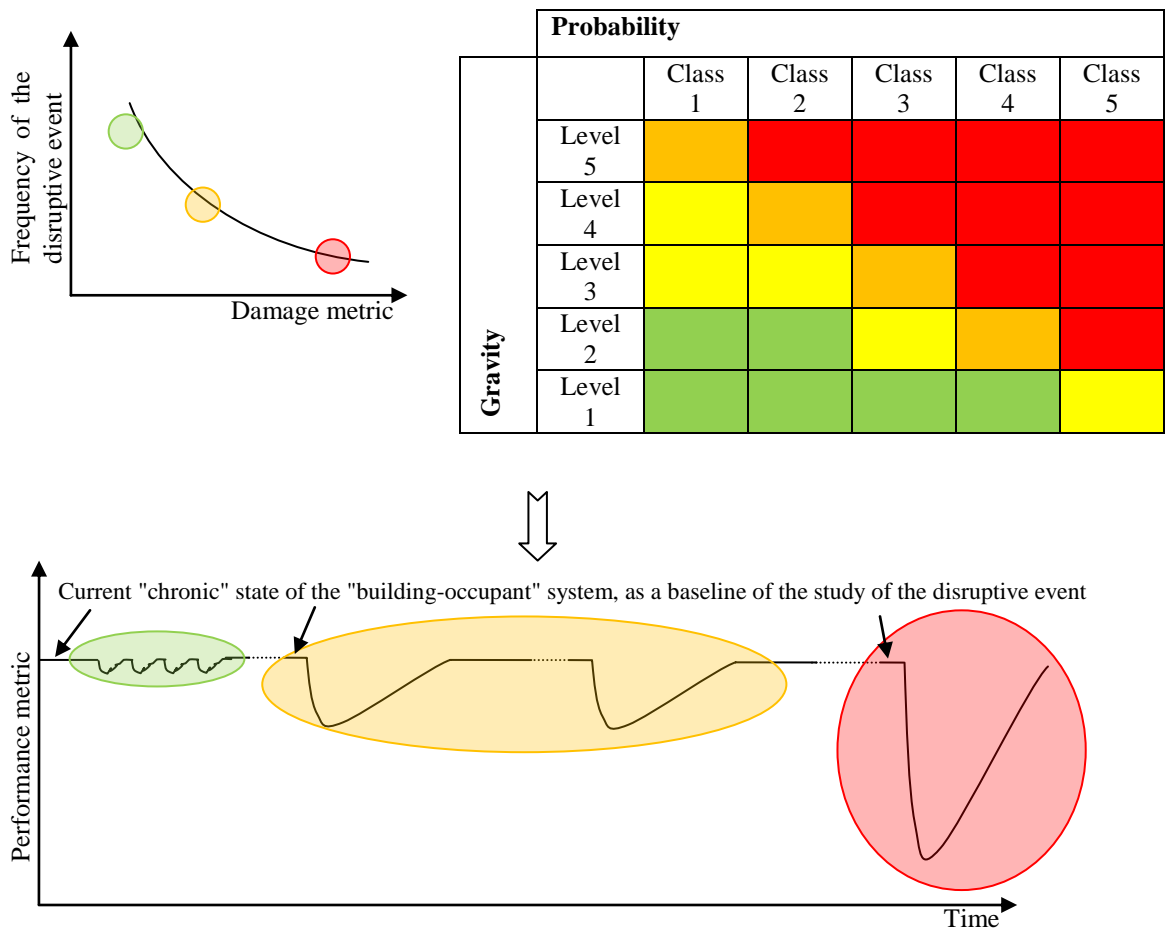 Frequency of the
disruptive event
Damage metric
Probability
Gravity
Class
1
Class
2
Class
3
Class
4
Class
5
Level
5
Level
4
Level
3
Level
2
Level
1
Current "chronic" state of the "building-occupant" system, as a baseline of the study of the disruptive event
Performance metric
Time